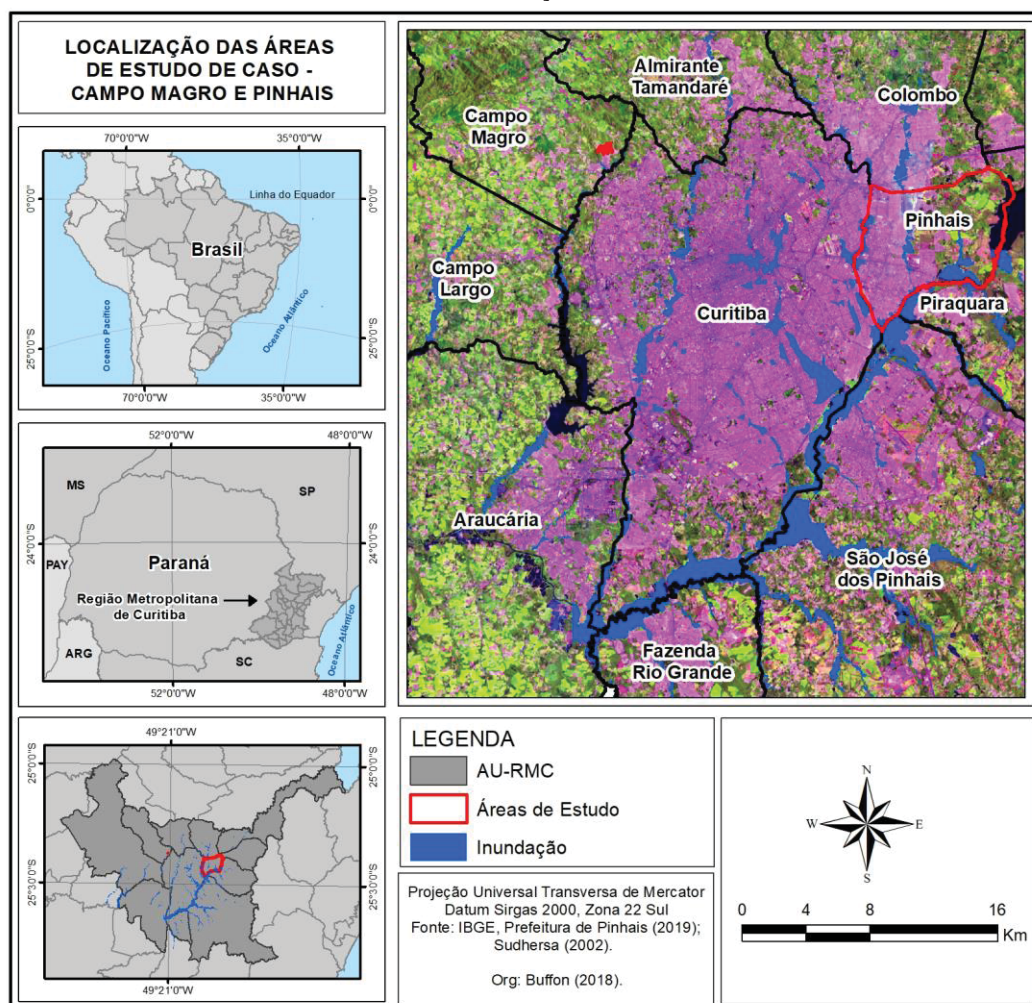 LOCALIZAÇÃO DAS ÁREAS
DE ESTUDO DE CASO -
CAMPO MAGRO E PINHAIS
70°0'0"W
35°0'0"W
0°0'0"
0°0'0"
Linha do Equador
Brasil
Oceano Pacífico
Oceano Atlântico
25°0'0"S
25°0'0"S
70°0'0"W
35°0'0"W
52°0'0"W
48°0'0"W
MS
SP
24°0'0"S
24°0'0"S
PAY
Paraná
Região Metropolitana
de Curitiba
ARG
SC
Oceano Atlântico
52°0'0"W
48°0'0"W
49°21'0"W
25°0'0"S
25°0'0"S
25°30'0"S
25°30'0"S
49°21'0"W
Almirante
Tamandaré
Colombo
Campo
Magro
Pinhais
Campo
Largo
Piraquara
Curitiba
Araucária
São José
dos Pinhais
Fazenda
Rio Grande
LEGENDA
AU-RMC
Áreas de Estudo
Inundação
Projeção Universal Transversa de Mercator
Datum Sirgas 2000, Zona 22 Sul
Fonte: IBGE, Prefeitura de Pinhais (2019);
Sudhersa (2002).
Org: Buffon (2018).
N
W
E
S
0 4 8 16
Km